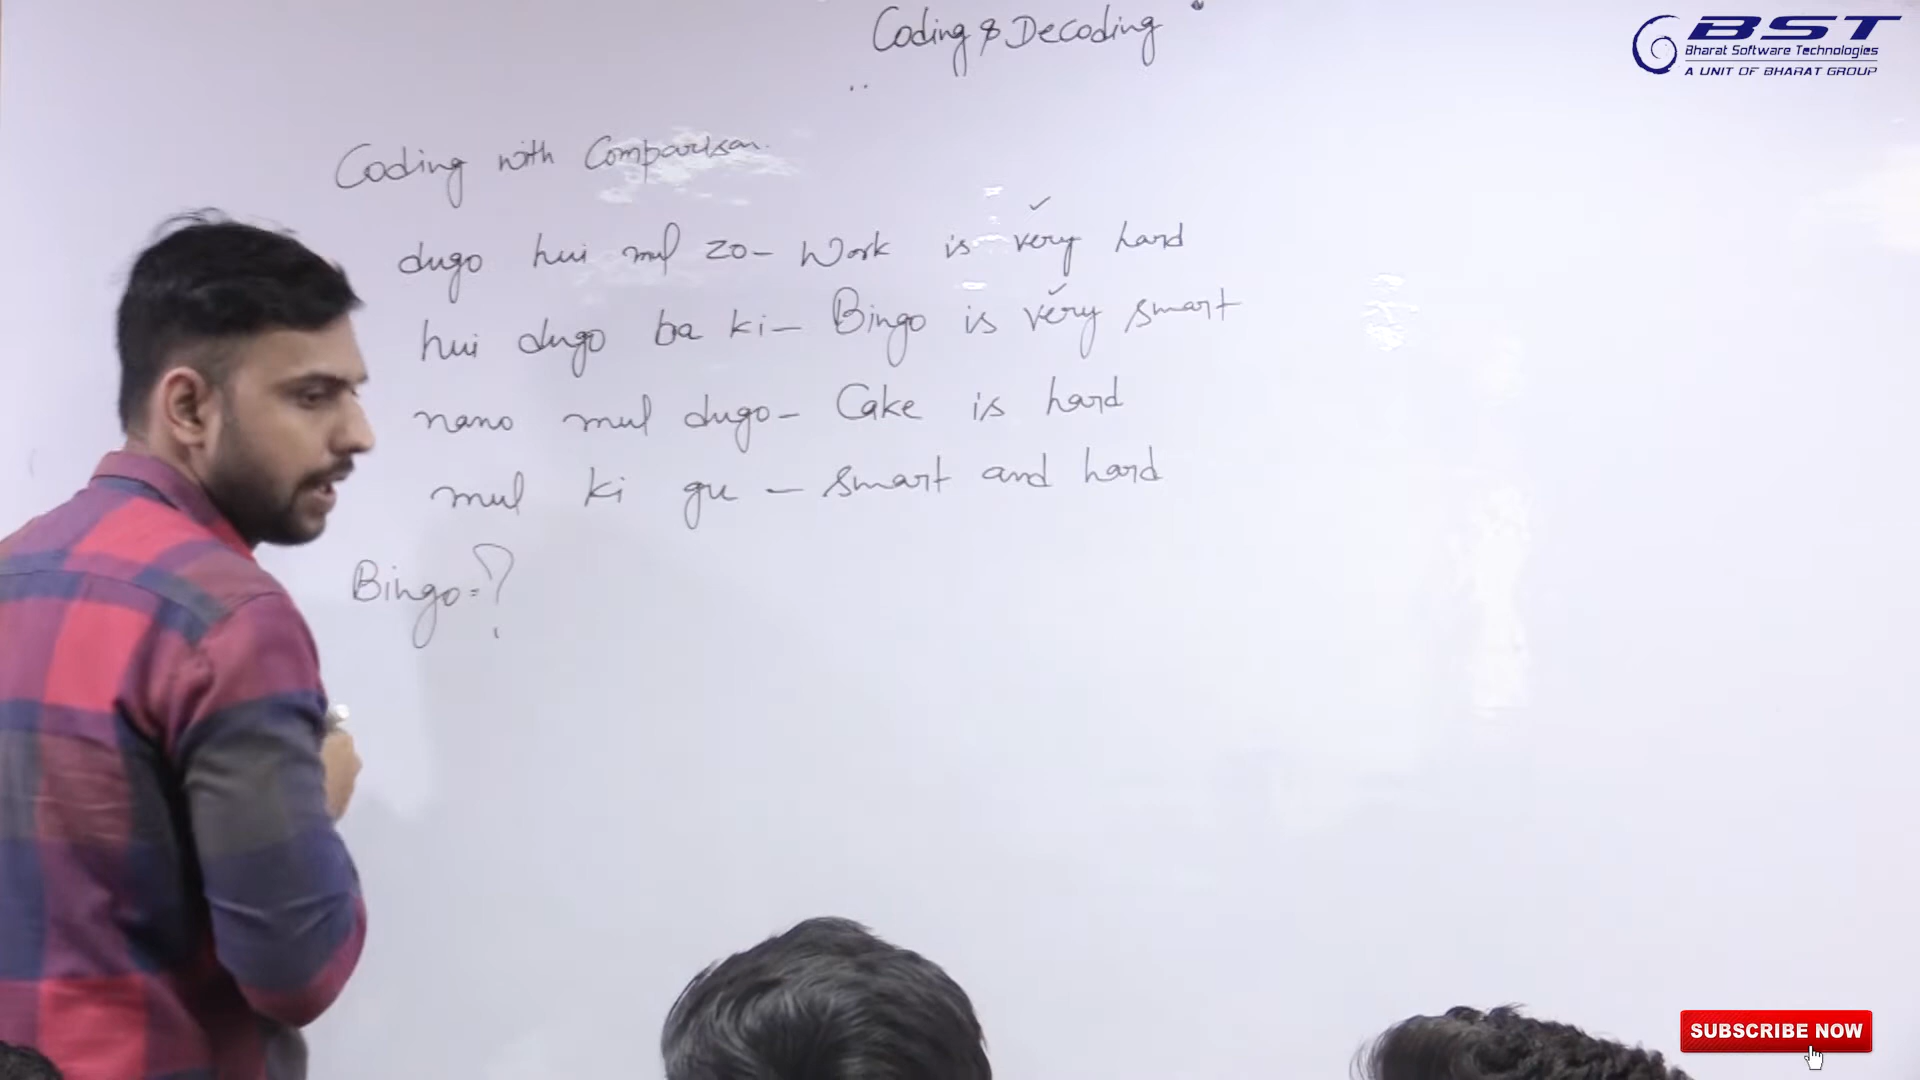 Coding & Decoding
BST
Bharat Software Technologies
A UNIT OF BHARAT GROUP
Coding with Comparison.
dugo hui mul zo - Work is very hard
hui dugo ba ki - Bingo is very smart
nano mul dugo - Cake is hard
mul ki gu - smart and hard
Bingo = ?
SUBSCRIBE NOW